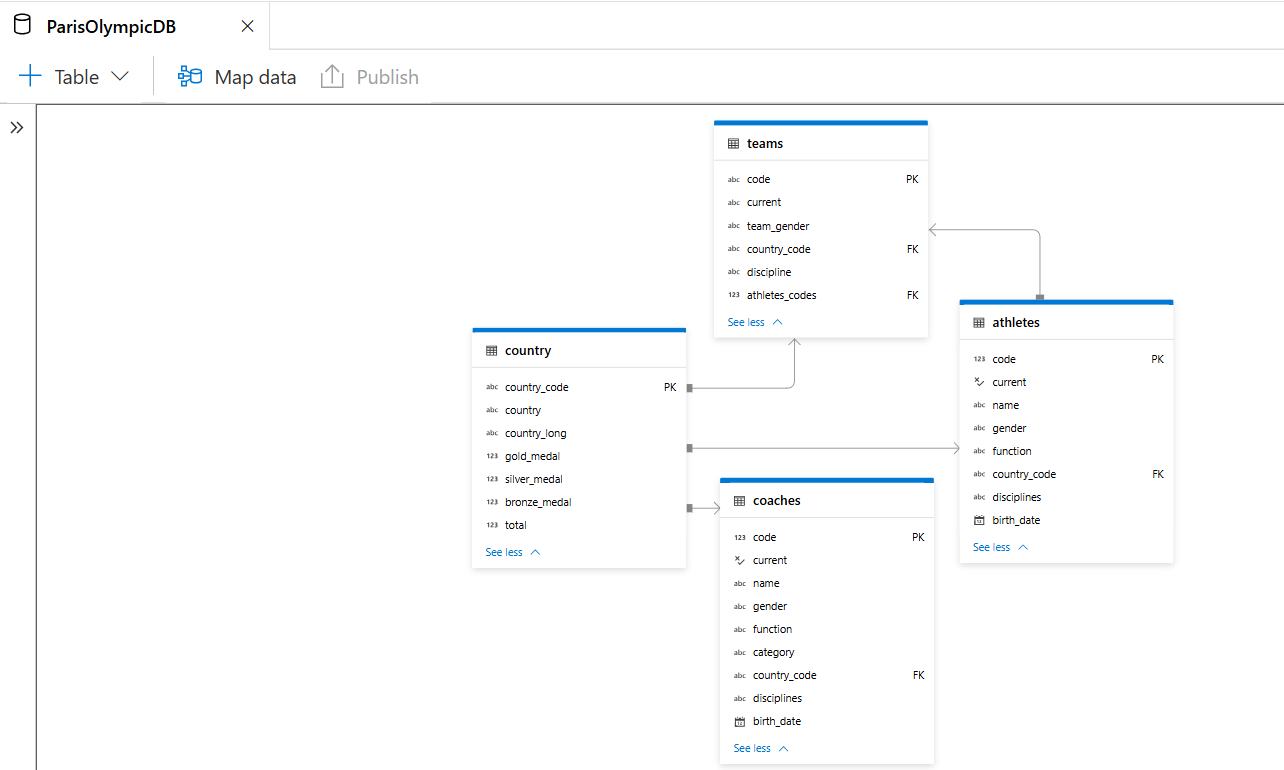 ParisOlympicDB
Table
Map data
Publish
teams
abc code PK
abc current
abc team_gender
abc country_code FK
abc discipline
123 athletes_codes FK
See less
country
abc country_code PK
abc country
abc country_long
123 gold_medal
123 silver_medal
123 bronze_medal
123 total
See less
athletes
123 code PK
current
abc name
abc gender
abc function
abc country_code FK
abc disciplines
birth_date
See less
coaches
123 code PK
current
abc name
abc gender
abc function
abc category
abc country_code FK
abc disciplines
birth_date
See less